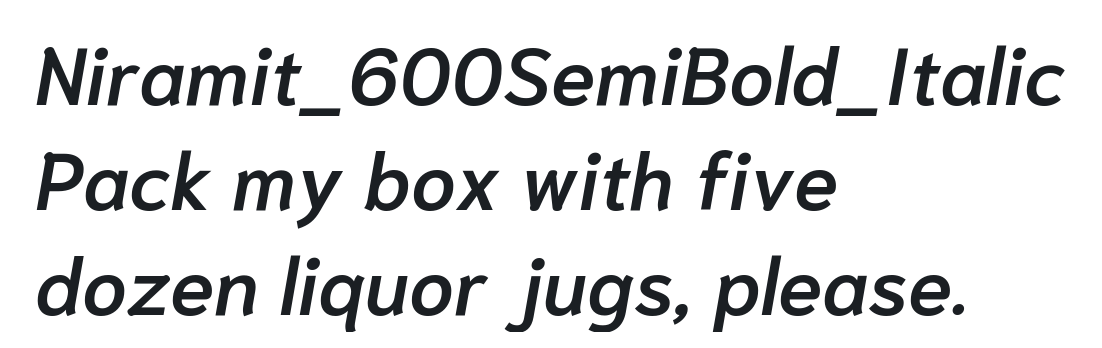 Niramit_600SemiBold_Italic
Pack my box with five
dozen liquor jugs, please.